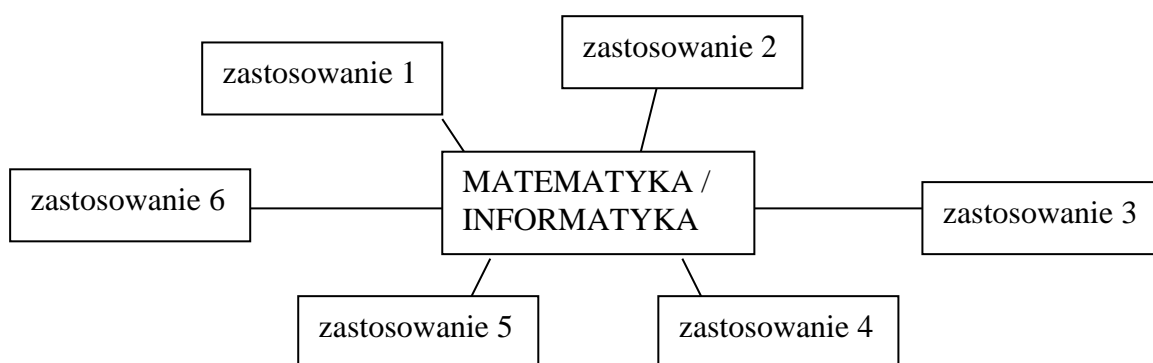 zastosowanie 1
zastosowanie 2
MATEMATYKA /
INFORMATYKA
zastosowanie 6
zastosowanie 3
zastosowanie 5
zastosowanie 4